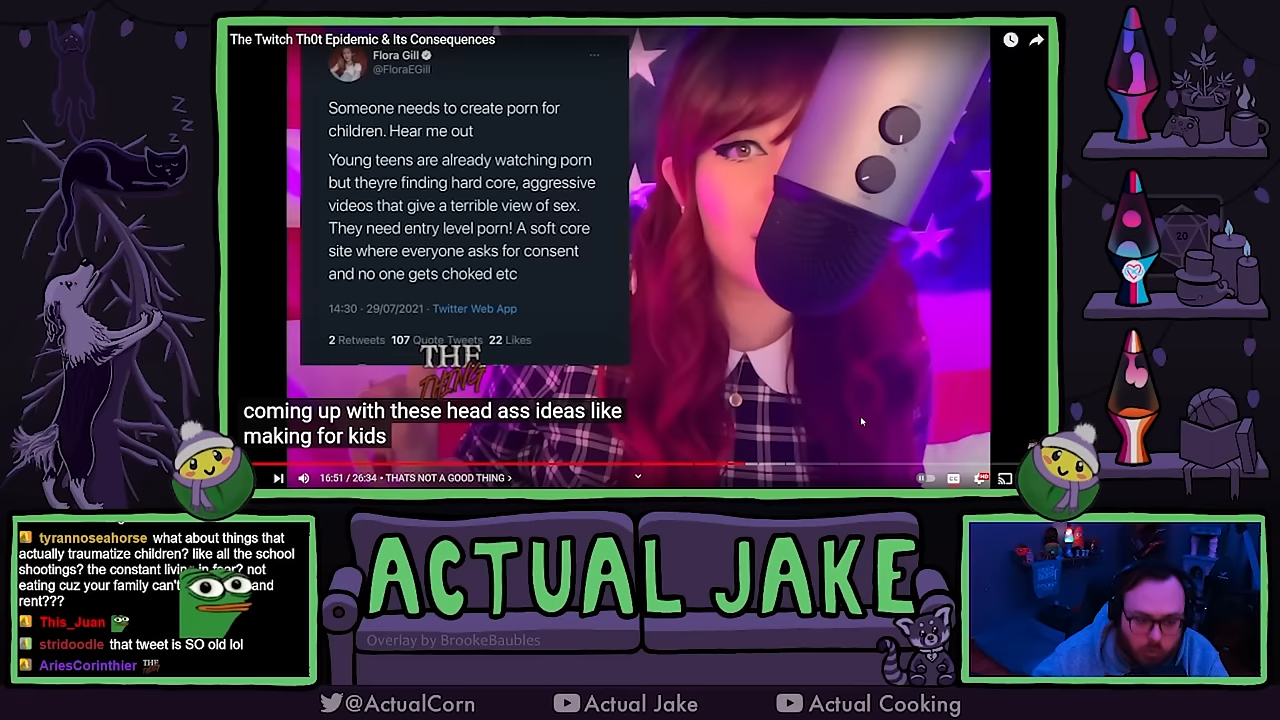 The Twitch Th0t Epidemic & Its Consequences
Flora Gill
@FloraEGill
Someone needs to create porn for
children. Hear me out
Young teens are already watching porn
but theyre finding hard core, aggressive
videos that give a terrible view of sex.
They need entry level porn! A soft core
site where everyone asks for consent
and no one gets choked etc
14:30 · 29/07/2021 · Twitter Web App
2 Retweets 107 Quote Tweets 22 Likes
THE
THING
coming up with these head ass ideas like
making for kids
16:51 / 26:34 • THATS NOT A GOOD THING >
CC
HD
20
tyrannoseahorse what about things that
actually traumatize children? like all the school
shootings? the constant living in fear? not
eating cuz your family can't and
rent???
This_Juan
stridoodle that tweet is SO old lol
AriesCorinthier THE
ACTUAL JAKE
Overlay by BrookeBaubles
@ActualCorn
Actual Jake
Actual Cooking